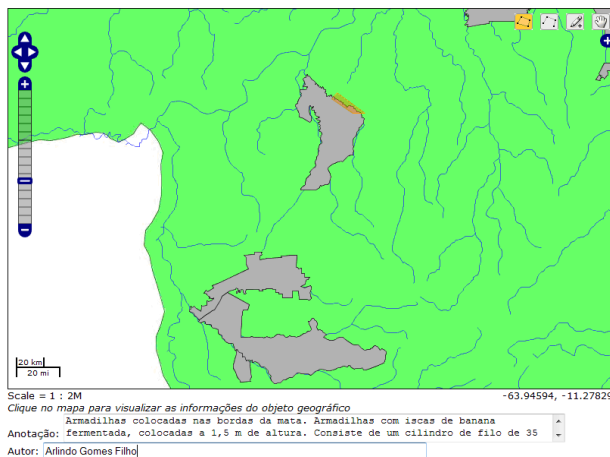 20 km
20 mi
Scale = 1 : 2M
-63.94594, -11.27829
Clique no mapa para visualizar as informações do objeto geográfico
Armadilhas colocadas nas bordas da mata. Armadilhas com iscas de banana
Anotação: fermentada, colocadas a 1,5 m de altura. Consiste de um cilindro de filo de 35
Autor: Arlindo Gomes Filho